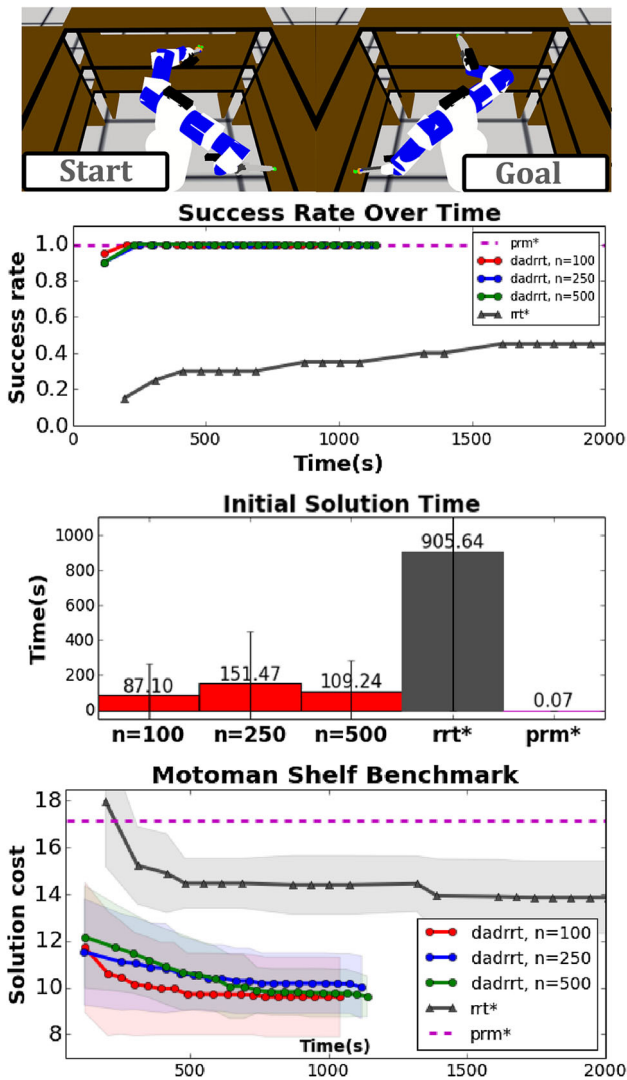 Start
Goal
Success Rate Over Time
Success rate
1.0
0.8
0.6
0.4
0.2
0.0
prm*
dadrrt, n=100
dadrrt, n=250
dadrrt, n=500
rrt*
0 500 1000 1500 2000
Time(s)
Initial Solution Time
Time(s)
1000
800
600
400
200
0
87.10 151.47 109.24 905.64 0.07
n=100 n=250 n=500 rrt* prm*
Motoman Shelf Benchmark
Solution cost
18
16
14
12
10
8
dadrrt, n=100
dadrrt, n=250
dadrrt, n=500
rrt*
prm*
Time(s)
500 1000 1500 2000